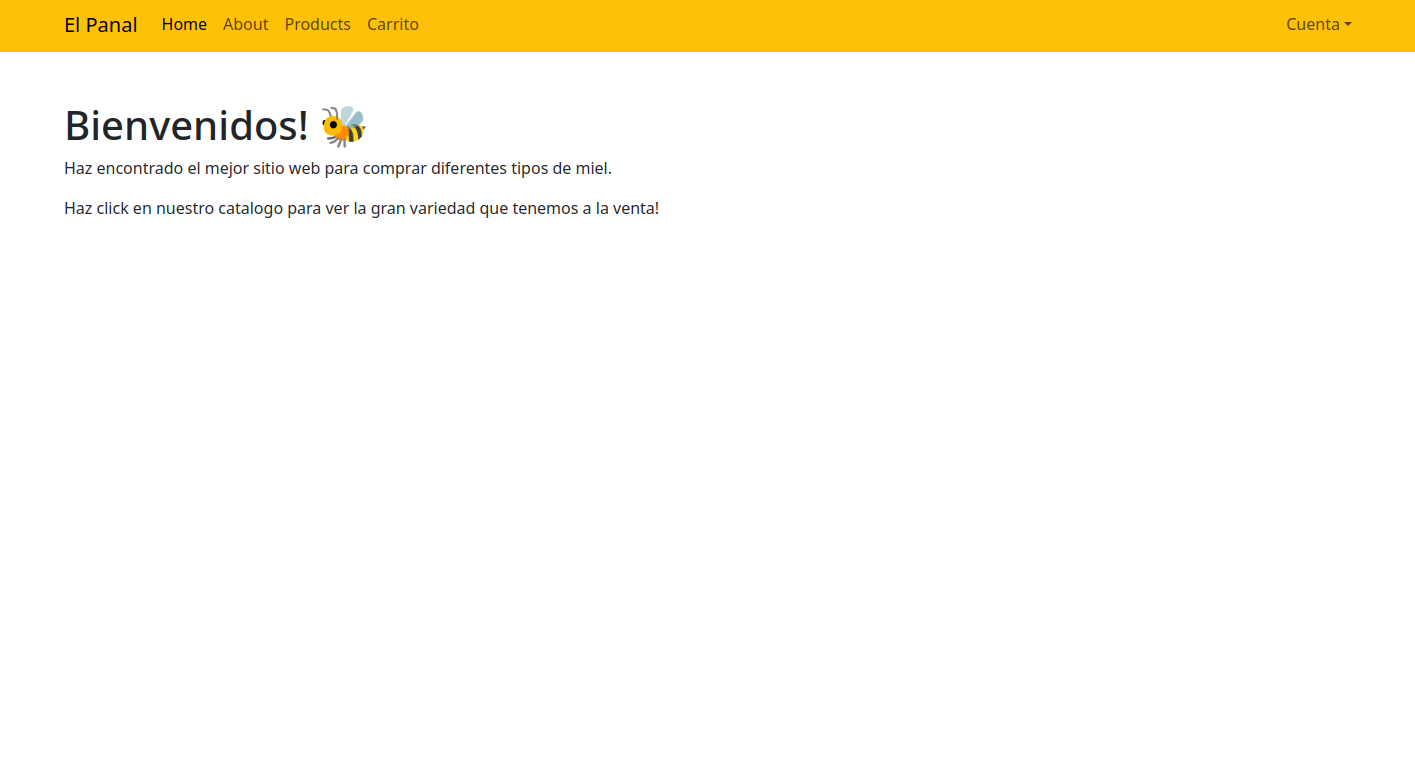 El Panal Home About Products Carrito Cuenta
Bienvenidos! 🐝
Haz encontrado el mejor sitio web para comprar diferentes tipos de miel.
Haz click en nuestro catalogo para ver la gran variedad que tenemos a la venta!